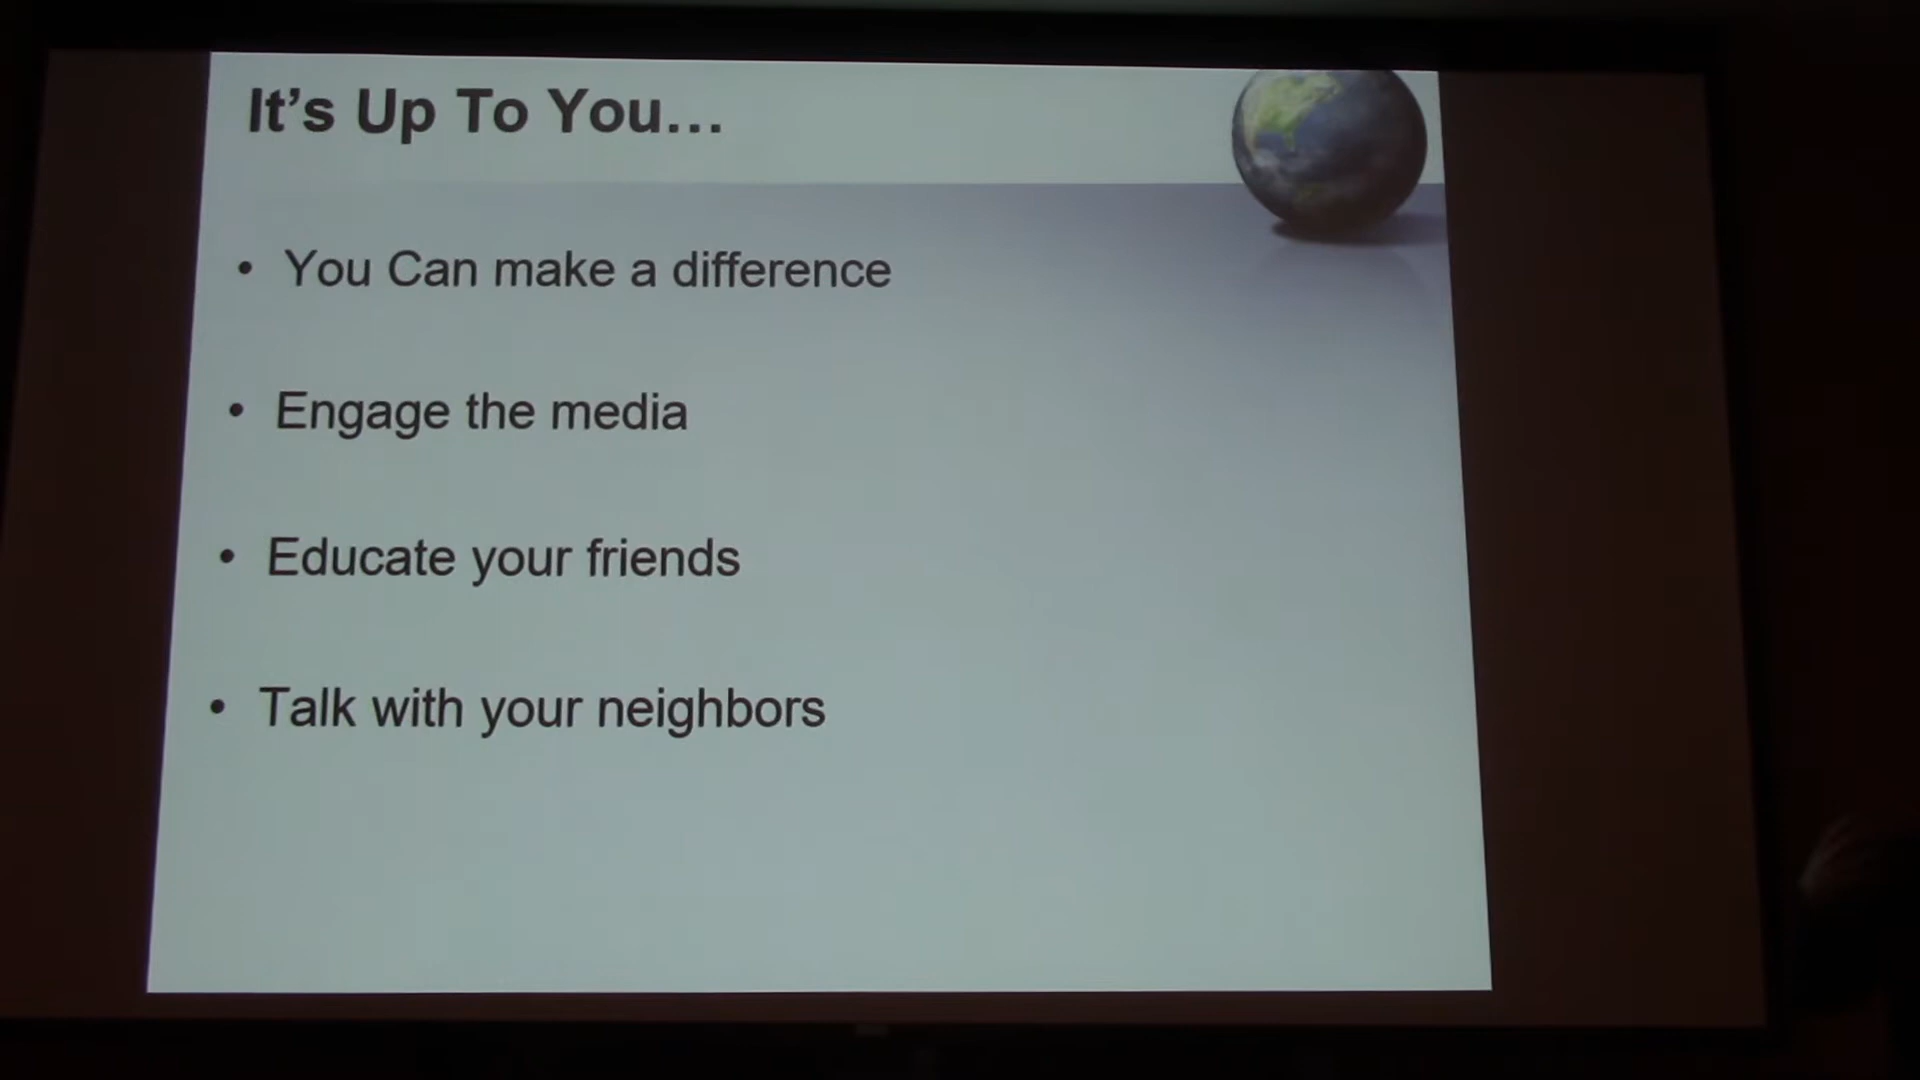 It’s Up To You...
• You Can make a difference
• Engage the media
• Educate your friends
• Talk with your neighbors